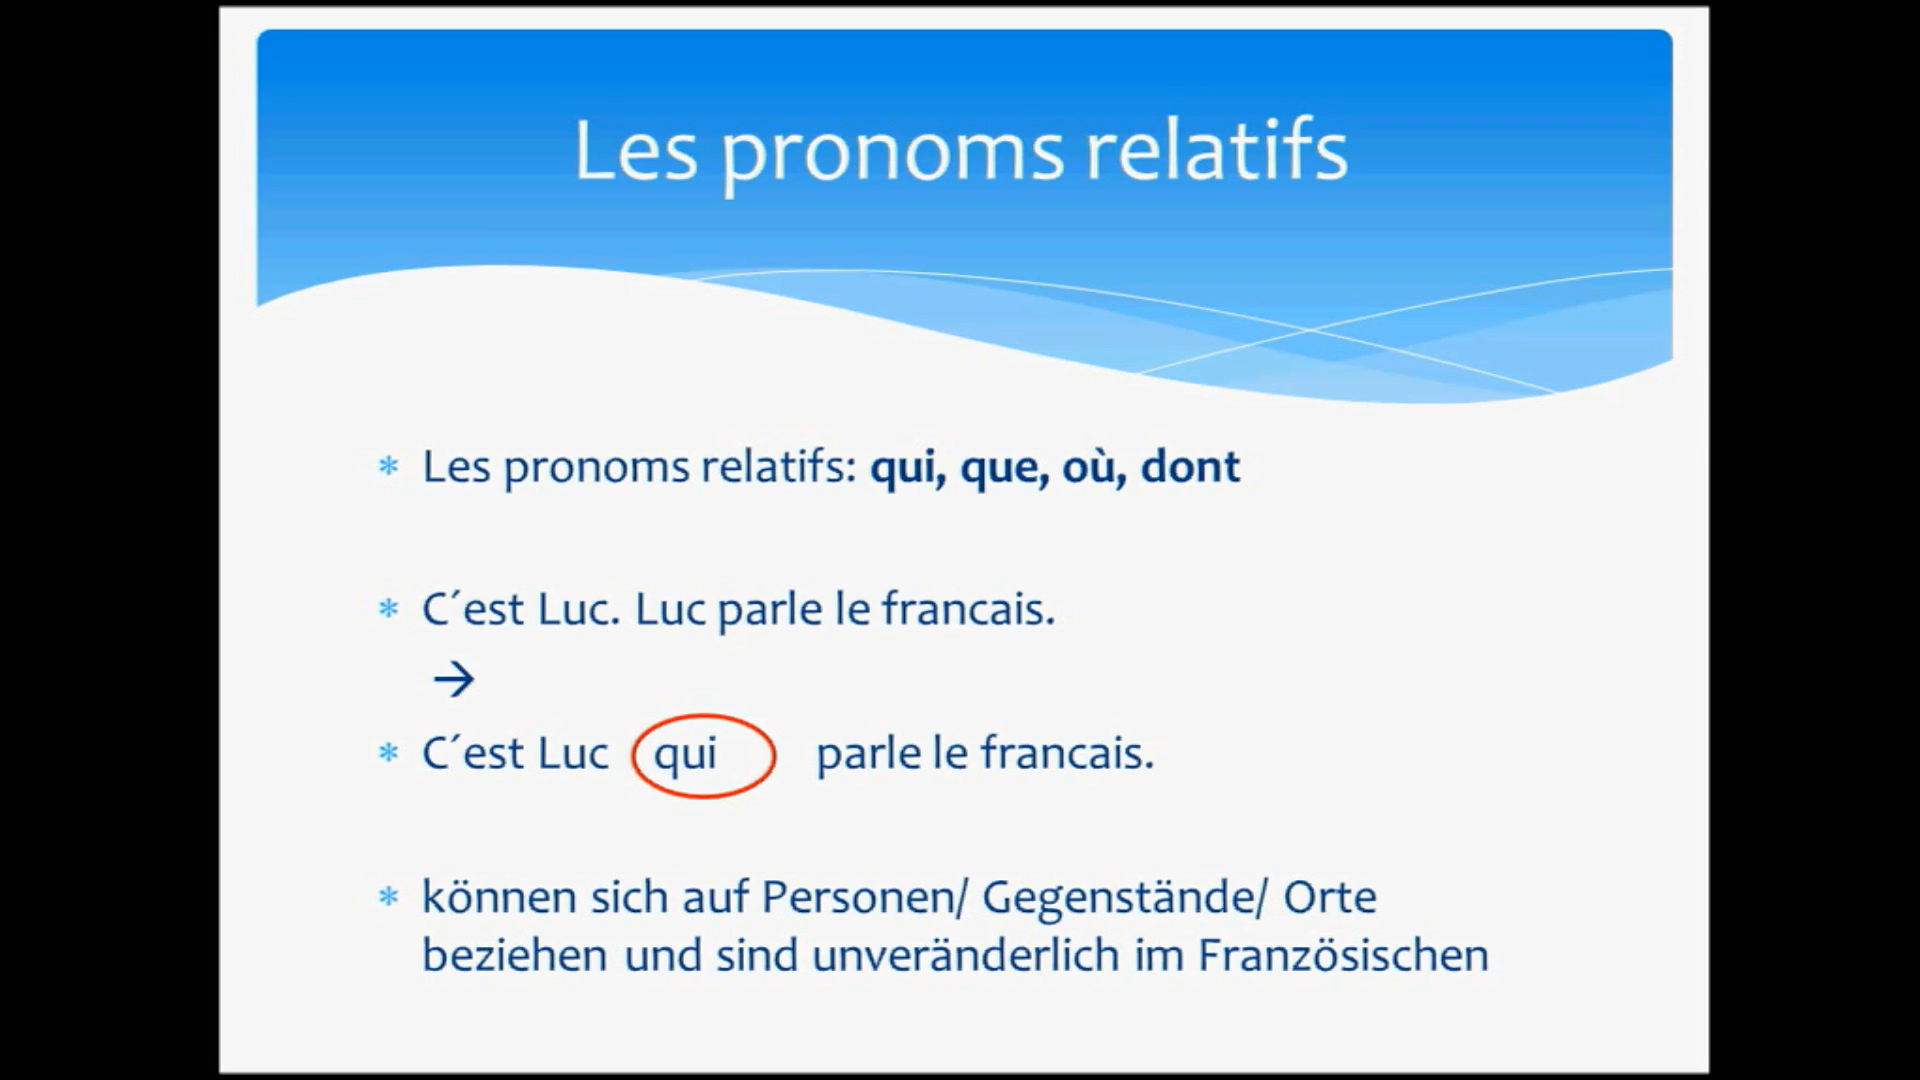 Les pronoms relatifs
* Les pronoms relatifs: qui, que, où, dont
* C´est Luc. Luc parle le francais.
→
* C´est Luc qui parle le francais.
* können sich auf Personen/ Gegenstände/ Orte
beziehen und sind unveränderlich im Französischen